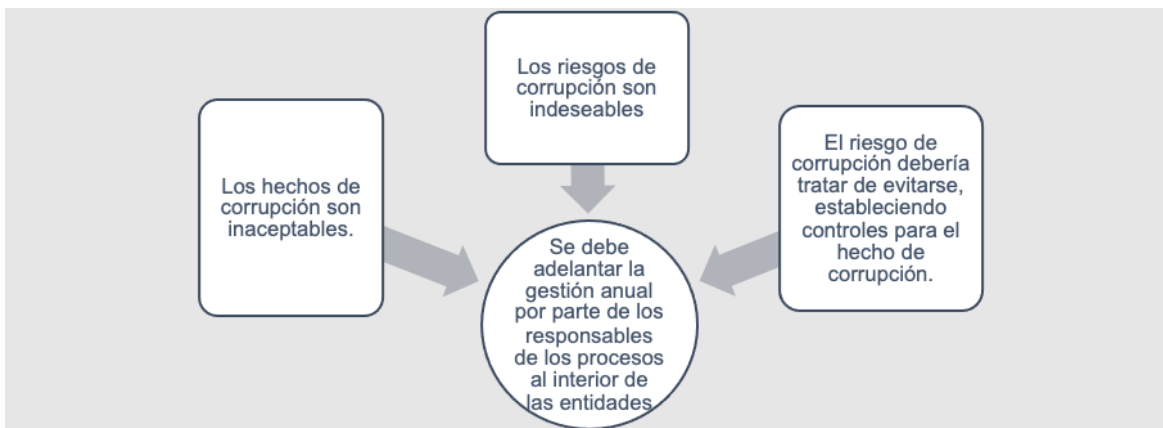 Los riesgos de
corrupción son
indeseables
Los hechos de
corrupción son
inaceptables.
El riesgo de
corrupción debería
tratar de evitarse,
estableciendo
controles para el
hecho de
corrupción.
Se debe
adelantar la
gestión anual
por parte de los
responsables
de los procesos
al interior de
las entidades